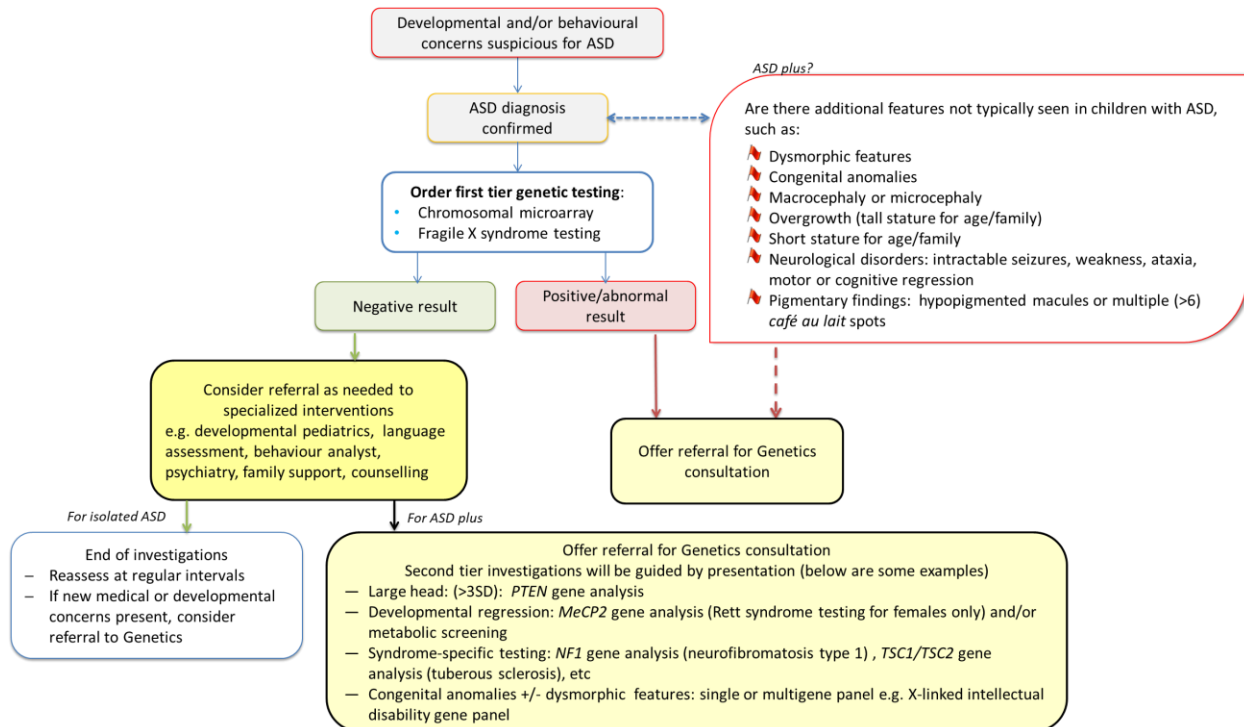 Developmental and/or behavioural
concerns suspicious for ASD
ASD plus?
ASD diagnosis
confirmed
Are there additional features not typically seen in children with ASD,
such as:
Dysmorphic features
Congenital anomalies
Macrocephaly or microcephaly
Overgrowth (tall stature for age/family)
Short stature for age/family
Neurological disorders: intractable seizures, weakness, ataxia,
motor or cognitive regression
Pigmentary findings: hypopigmented macules or multiple (>6)
café au lait spots
Order first tier genetic testing:
• Chromosomal microarray
• Fragile X syndrome testing
Negative result
Positive/abnormal
result
Consider referral as needed to
specialized interventions
e.g. developmental pediatrics, language
assessment, behaviour analyst,
psychiatry, family support, counselling
Offer referral for Genetics
consultation
For isolated ASD
For ASD plus
End of investigations
– Reassess at regular intervals
– If new medical or developmental
concerns present, consider
referral to Genetics
Offer referral for Genetics consultation
Second tier investigations will be guided by presentation (below are some examples)
— Large head: (>3SD): PTEN gene analysis
— Developmental regression: MeCP2 gene analysis (Rett syndrome testing for females only) and/or
metabolic screening
— Syndrome-specific testing: NF1 gene analysis (neurofibromatosis type 1) , TSC1/TSC2 gene
analysis (tuberous sclerosis), etc
— Congenital anomalies +/- dysmorphic features: single or multigene panel e.g. X-linked intellectual
disability gene panel